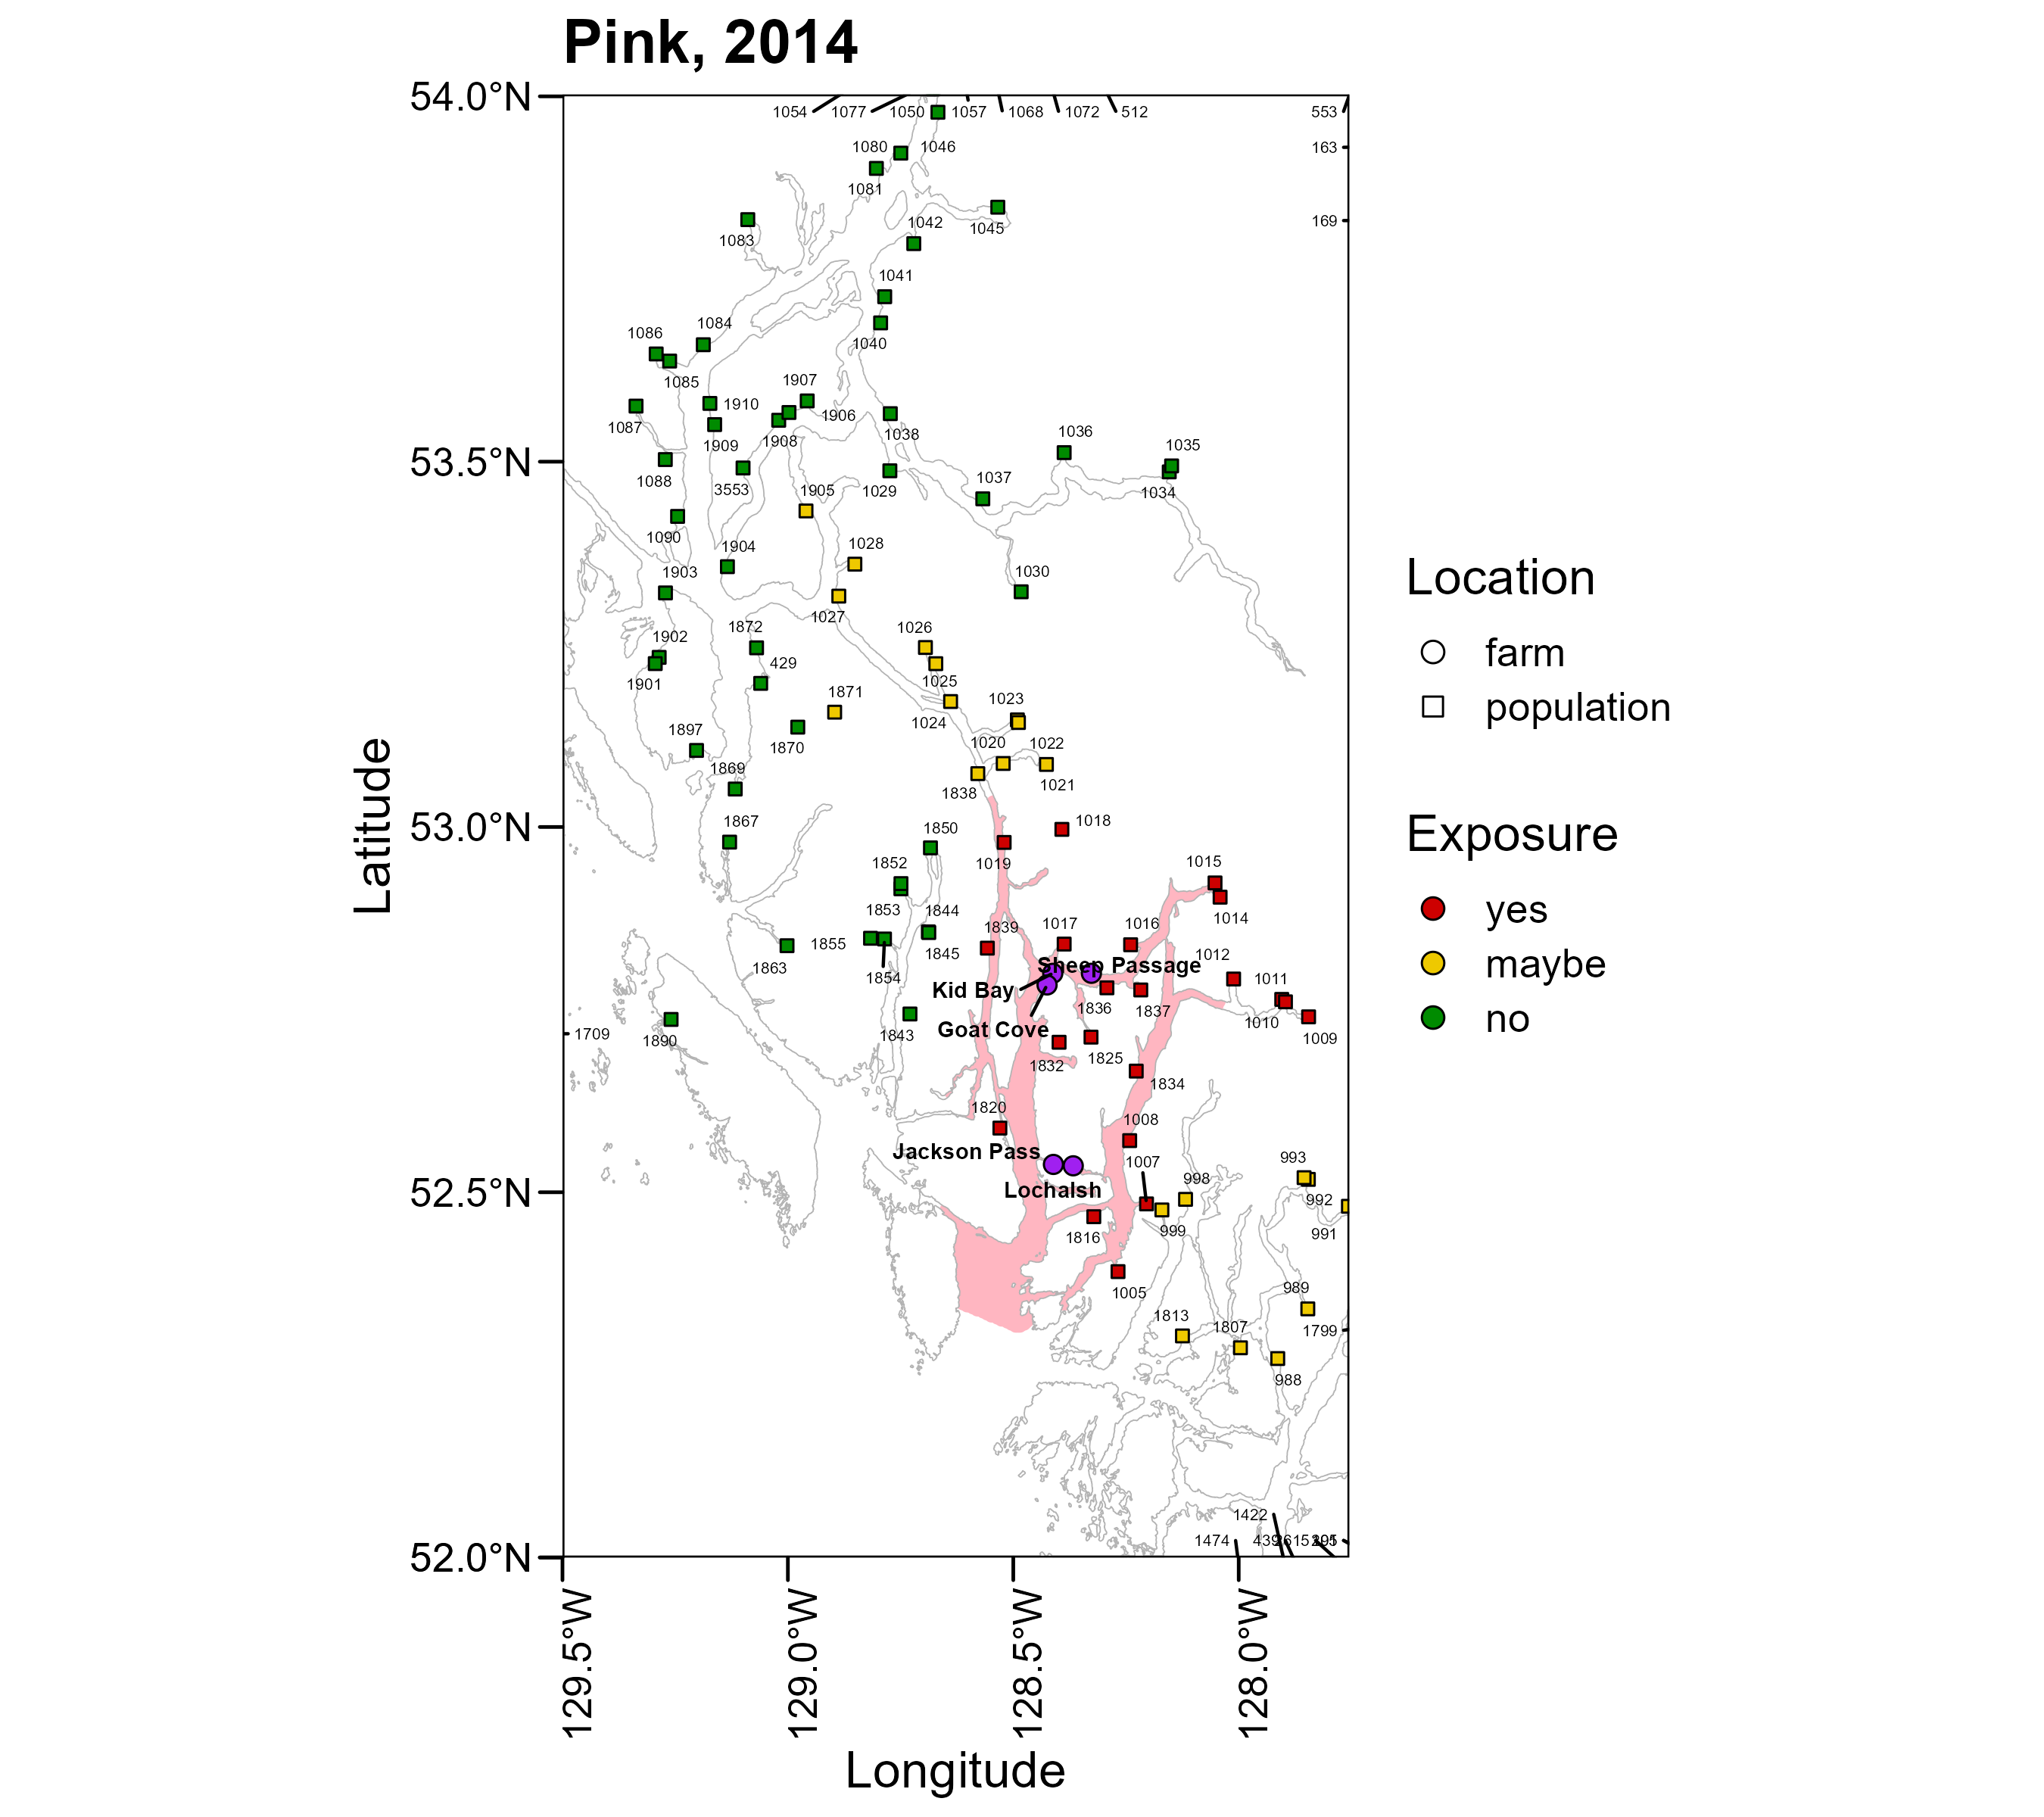 Pink, 2014
54.0°N
53.5°N
53.0°N
52.5°N
52.0°N
Latitude
129.5°W
129.0°W
128.5°W
128.0°W
Longitude
1054 1077 1050 1057 1068 1072 512 553
1080 1046 163
1081
1042 169
1083 1045
1041
1086 1084
1040
1085
1907
1910 1906
1087
1909 1908 1038 1036
1035
1088 3553 1905 1029 1037
1034
1090
1904 1028
1903 1030
1027
1902 1872 1026
429
1901 1871 1025
1023
1897 1870 1024
1020 1022
1869
1838 1021
1867 1850 1018
1852 1019 1015
1853 1844 1014
1839 1017 1016
1855 1845 1012
1863 1854 Sheep Passage
1011
Kid Bay
1836 1837
1010
Goat Cove
1709 1890 1843 1009
1832 1825
1834
1820
1008
Jackson Pass
1007 993
998
Lochalsh
992
1816 999 991
1005 989
1813 1807 1799
988
1422
1474
Location
farm
population
Exposure
yes
maybe
no